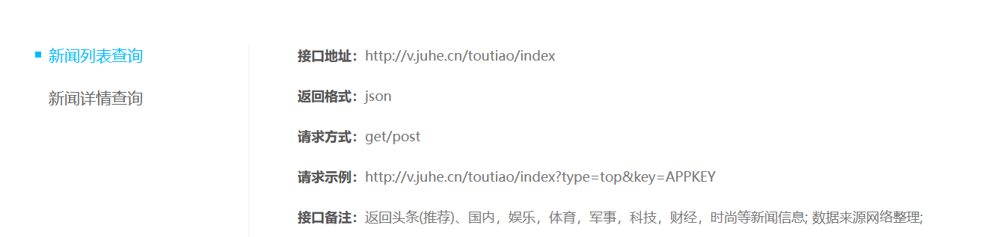 新闻列表查询
新闻详情查询
接口地址：http://v.juhe.cn/toutiao/index
返回格式：json
请求方式：get/post
请求示例：http://v.juhe.cn/toutiao/index?type=top&key=APPKEY
接口备注：返回头条(推荐)、国内，娱乐，体育，军事，科技，财经，时尚等新闻信息; 数据来源网络整理;